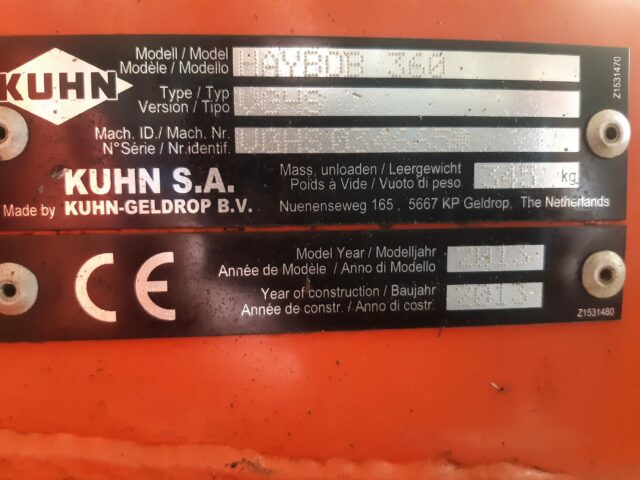 KUHN
Modell / Model
Modèle / Modello
HAYBOB 360
Type / Typ
Version / Tipo
Mach. ID./ Mach. Nr.
N°Série / Nr.identif.
Mass. unloaden / Leergewicht
Poids à Vide / Vuoto di peso
kg
KUHN S.A.
Made by KUHN-GELDROP B.V.
Nuenenseweg 165 5667 KP Geldrop, The Netherlands
Z1531470
CE
Model Year / Modelljahr
Année de Modèle / Anno di Modello
2013
Year of construction / Baujahr
Année de constr. / Anno di costr.
2013
Z1531480